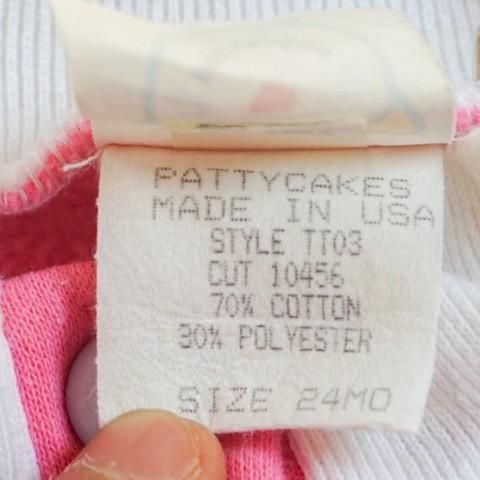 PATTYCAKES
MADE IN USA
STYLE TT03
CUT 10456
70% COTTON
30% POLYESTER
SIZE 24MO